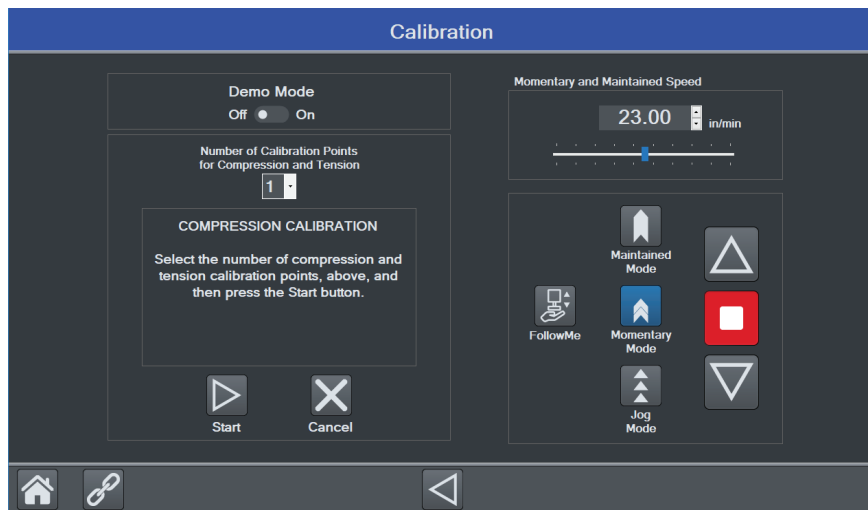 Calibration
Demo Mode
Off On
Number of Calibration Points
for Compression and Tension
1
COMPRESSION CALIBRATION
Select the number of compression and
tension calibration points, above, and
then press the Start button.
Start Cancel
Momentary and Maintained Speed
23.00 in/min
Maintained
Mode
FollowMe
Momentary
Mode
Jog
Mode